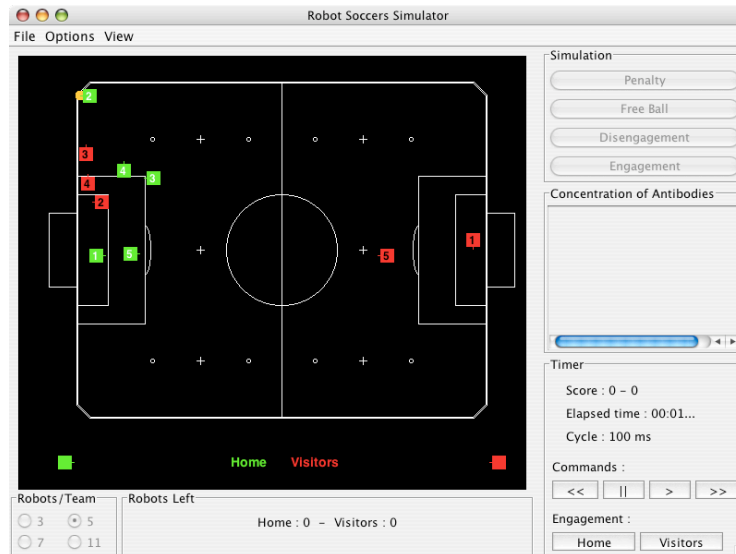 Robot Soccers Simulator
File Options View
2
3
4
3
4
2
1
5
5
1
Home Visitors
Simulation
Penalty
Free Ball
Disengagement
Engagement
Concentration of Antibodies
Timer
Score : 0 – 0
Elapsed time : 00:01...
Cycle : 100 ms
Commands :
<< || > >>
Engagement :
Home Visitors
Robots/Team
3 5
7 11
Robots Left
Home : 0 – Visitors : 0